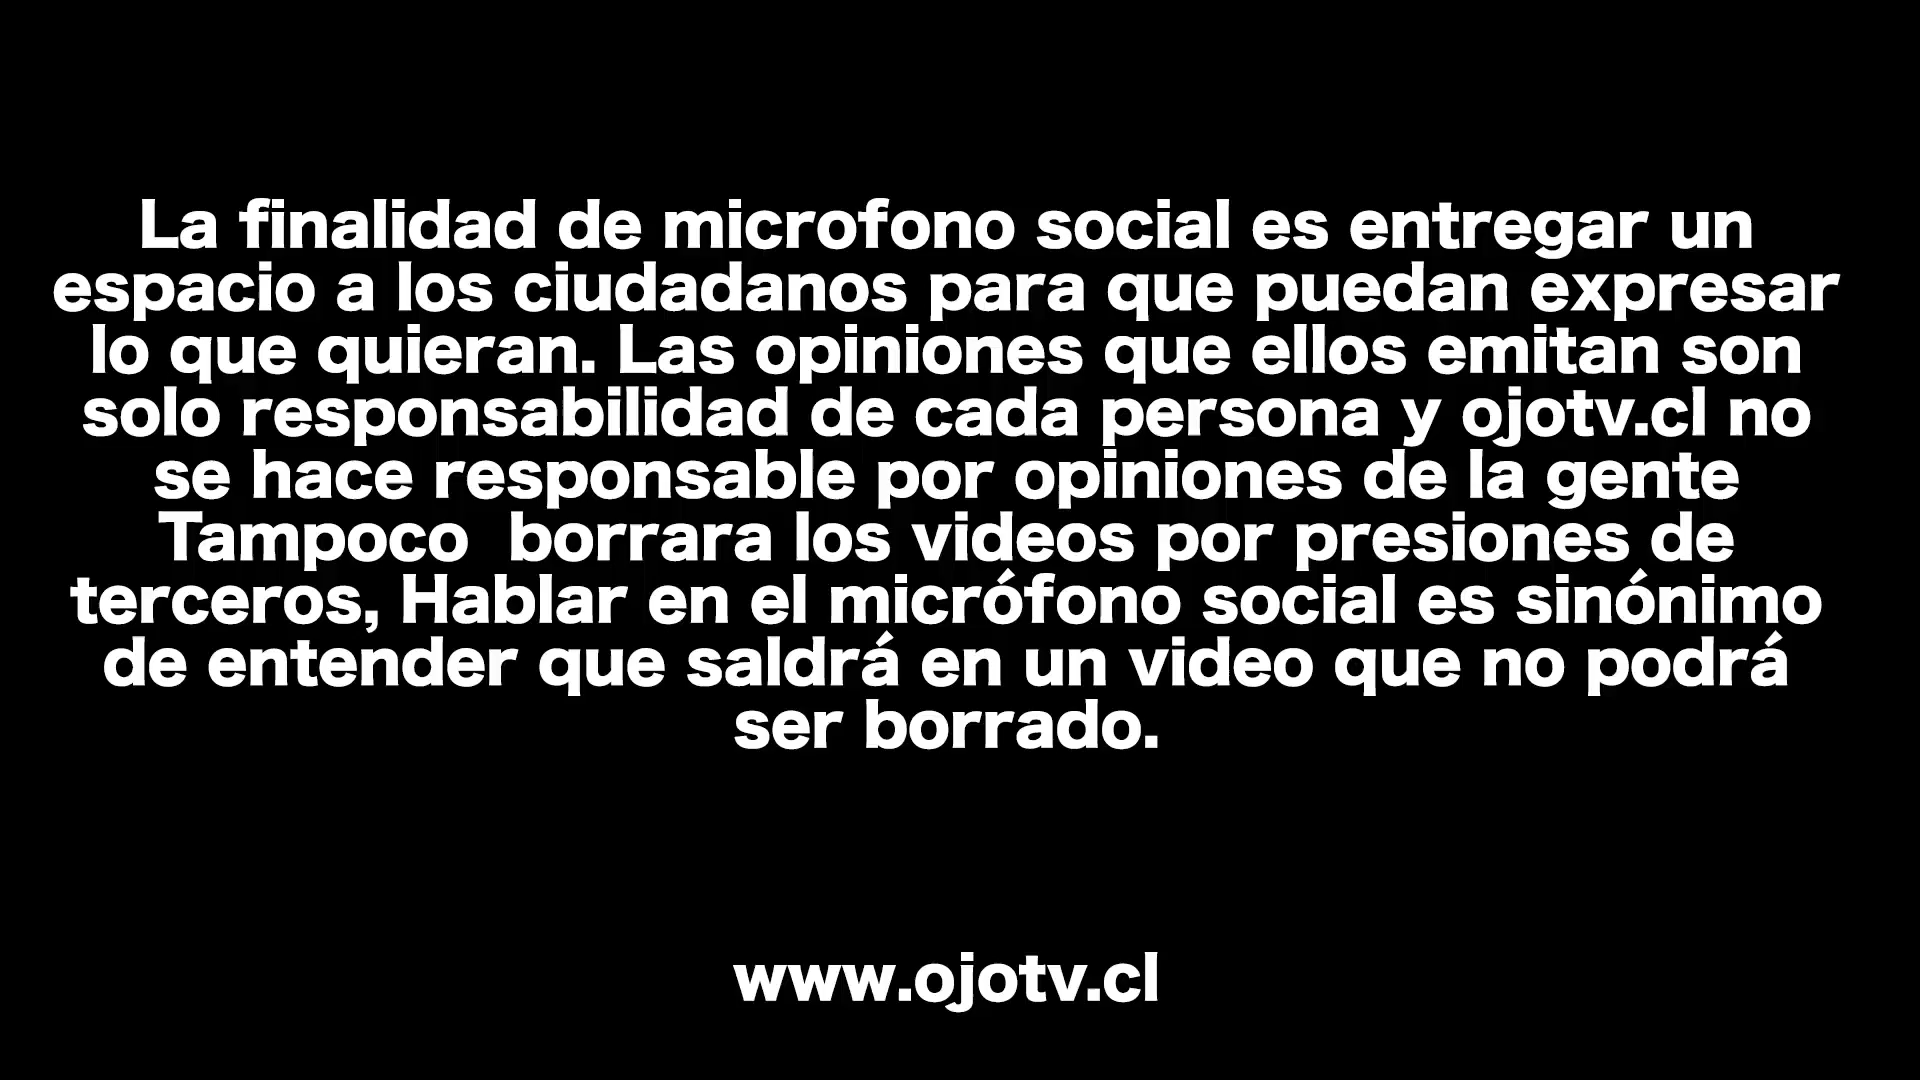 La finalidad de microfono social es entregar un
espacio a los ciudadanos para que puedan expresar
lo que quieran. Las opiniones que ellos emitan son
solo responsabilidad de cada persona y ojotv.cl no
se hace responsable por opiniones de la gente
Tampoco  borrara los videos por presiones de
terceros, Hablar en el micrófono social es sinónimo
de entender que saldrá en un video que no podrá
ser borrado.
www.ojotv.cl